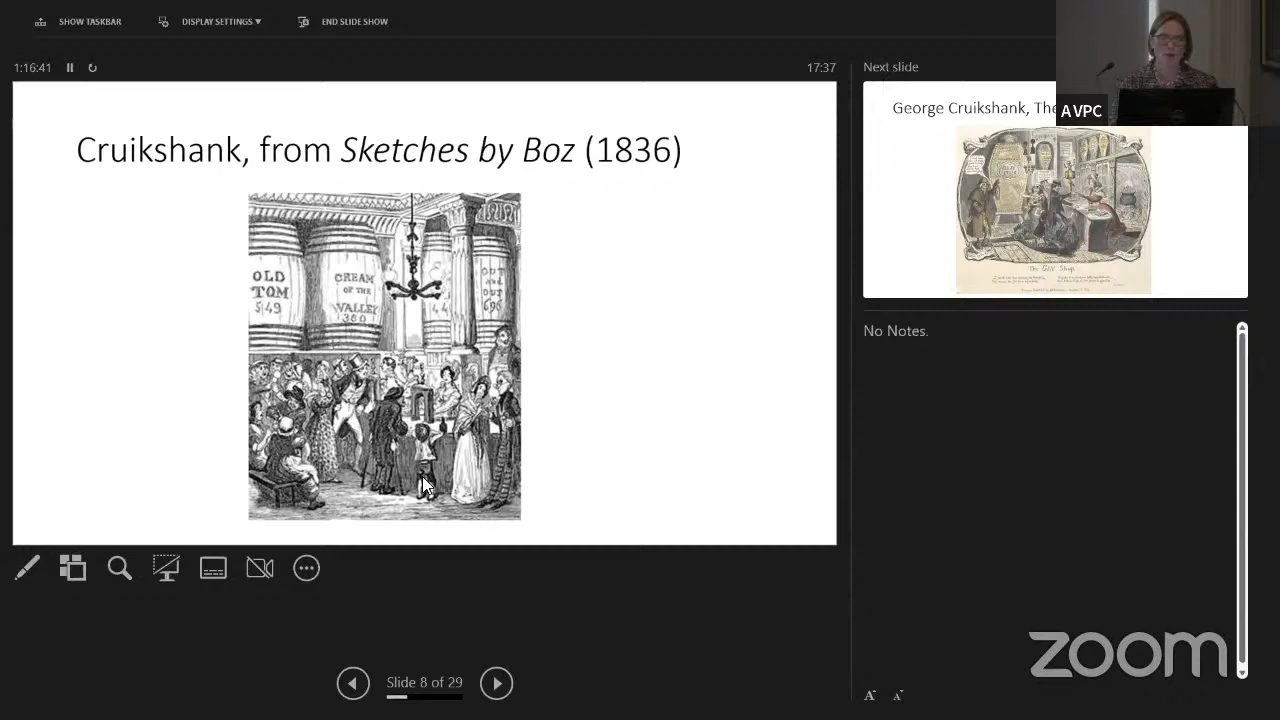 SHOW TASKBAR
DISPLAY SETTINGS ▾
END SLIDE SHOW
1:16:41
17:37
Next slide
Cruikshank, from Sketches by Boz (1836)
OLD
TOM
549
CREAM
OF THE
VALLEY
360
OUT
and
OUT
696
George Cruikshank, The
AVPC
The GIN Shop
No Notes.
zoom
Slide 8 of 29
A A